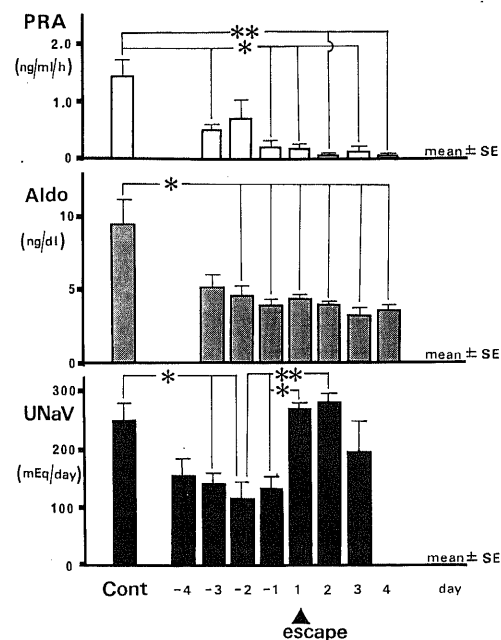 PRA
(ng/ml/h)
2.0
1.0
0
**
*
mean ± SE
Aldo
(ng/dl)
10
5
0
*
mean ± SE
UNaV
(mEq/day)
300
200
100
0
*
**
*
mean ± SE
Cont -4 -3 -2 -1 1 2 3 4 day
▲
escape